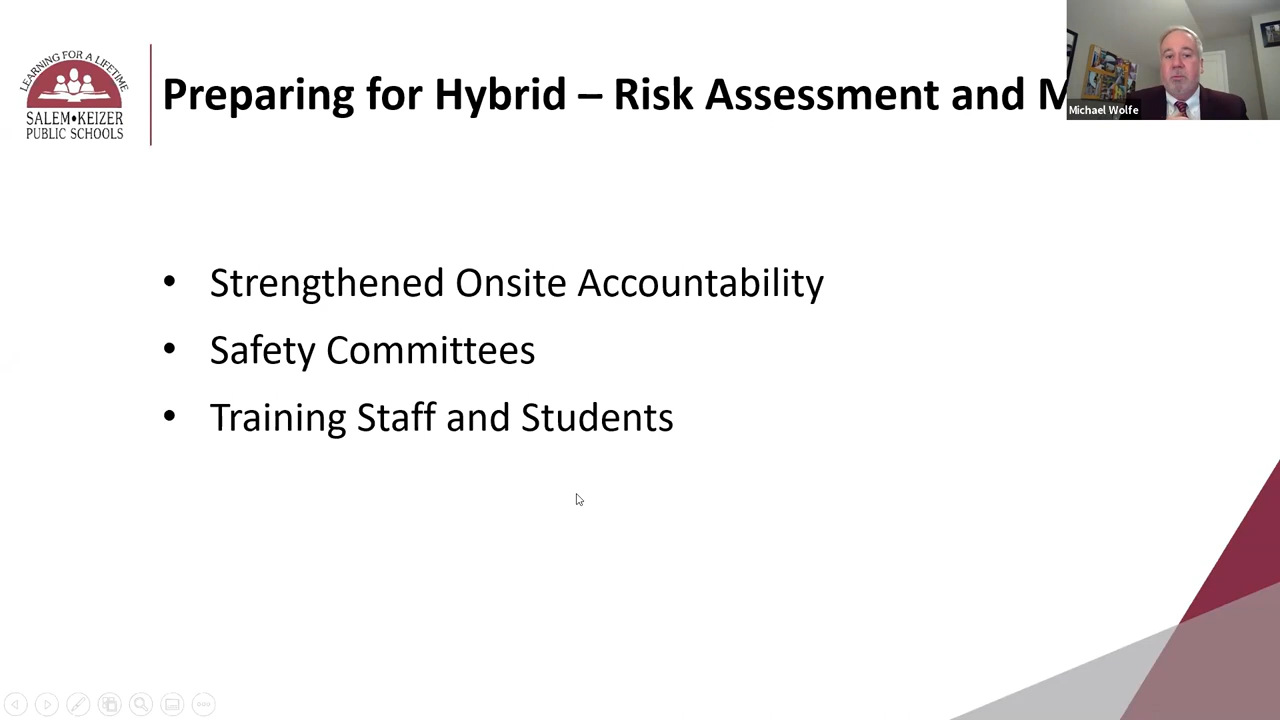 LEARNING FOR A LIFETIME
SALEM•KEIZER
PUBLIC SCHOOLS
Preparing for Hybrid – Risk Assessment and M
Michael Wolfe
• Strengthened Onsite Accountability
• Safety Committees
• Training Staff and Students